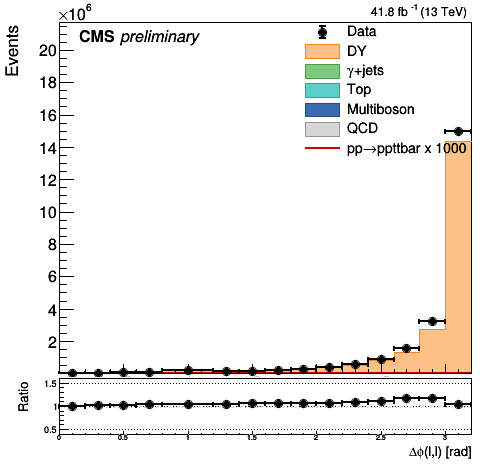 ×10⁶
41.8 fb⁻¹ (13 TeV)
CMS preliminary
Events
Data
DY
γ+jets
Top
Multiboson
QCD
pp→ppttbar x 1000
20
18
16
14
12
10
8
6
4
2
Ratio
1.5
1
0.5
0 0.5 1 1.5 2 2.5 3
Δϕ(l,l) [rad]